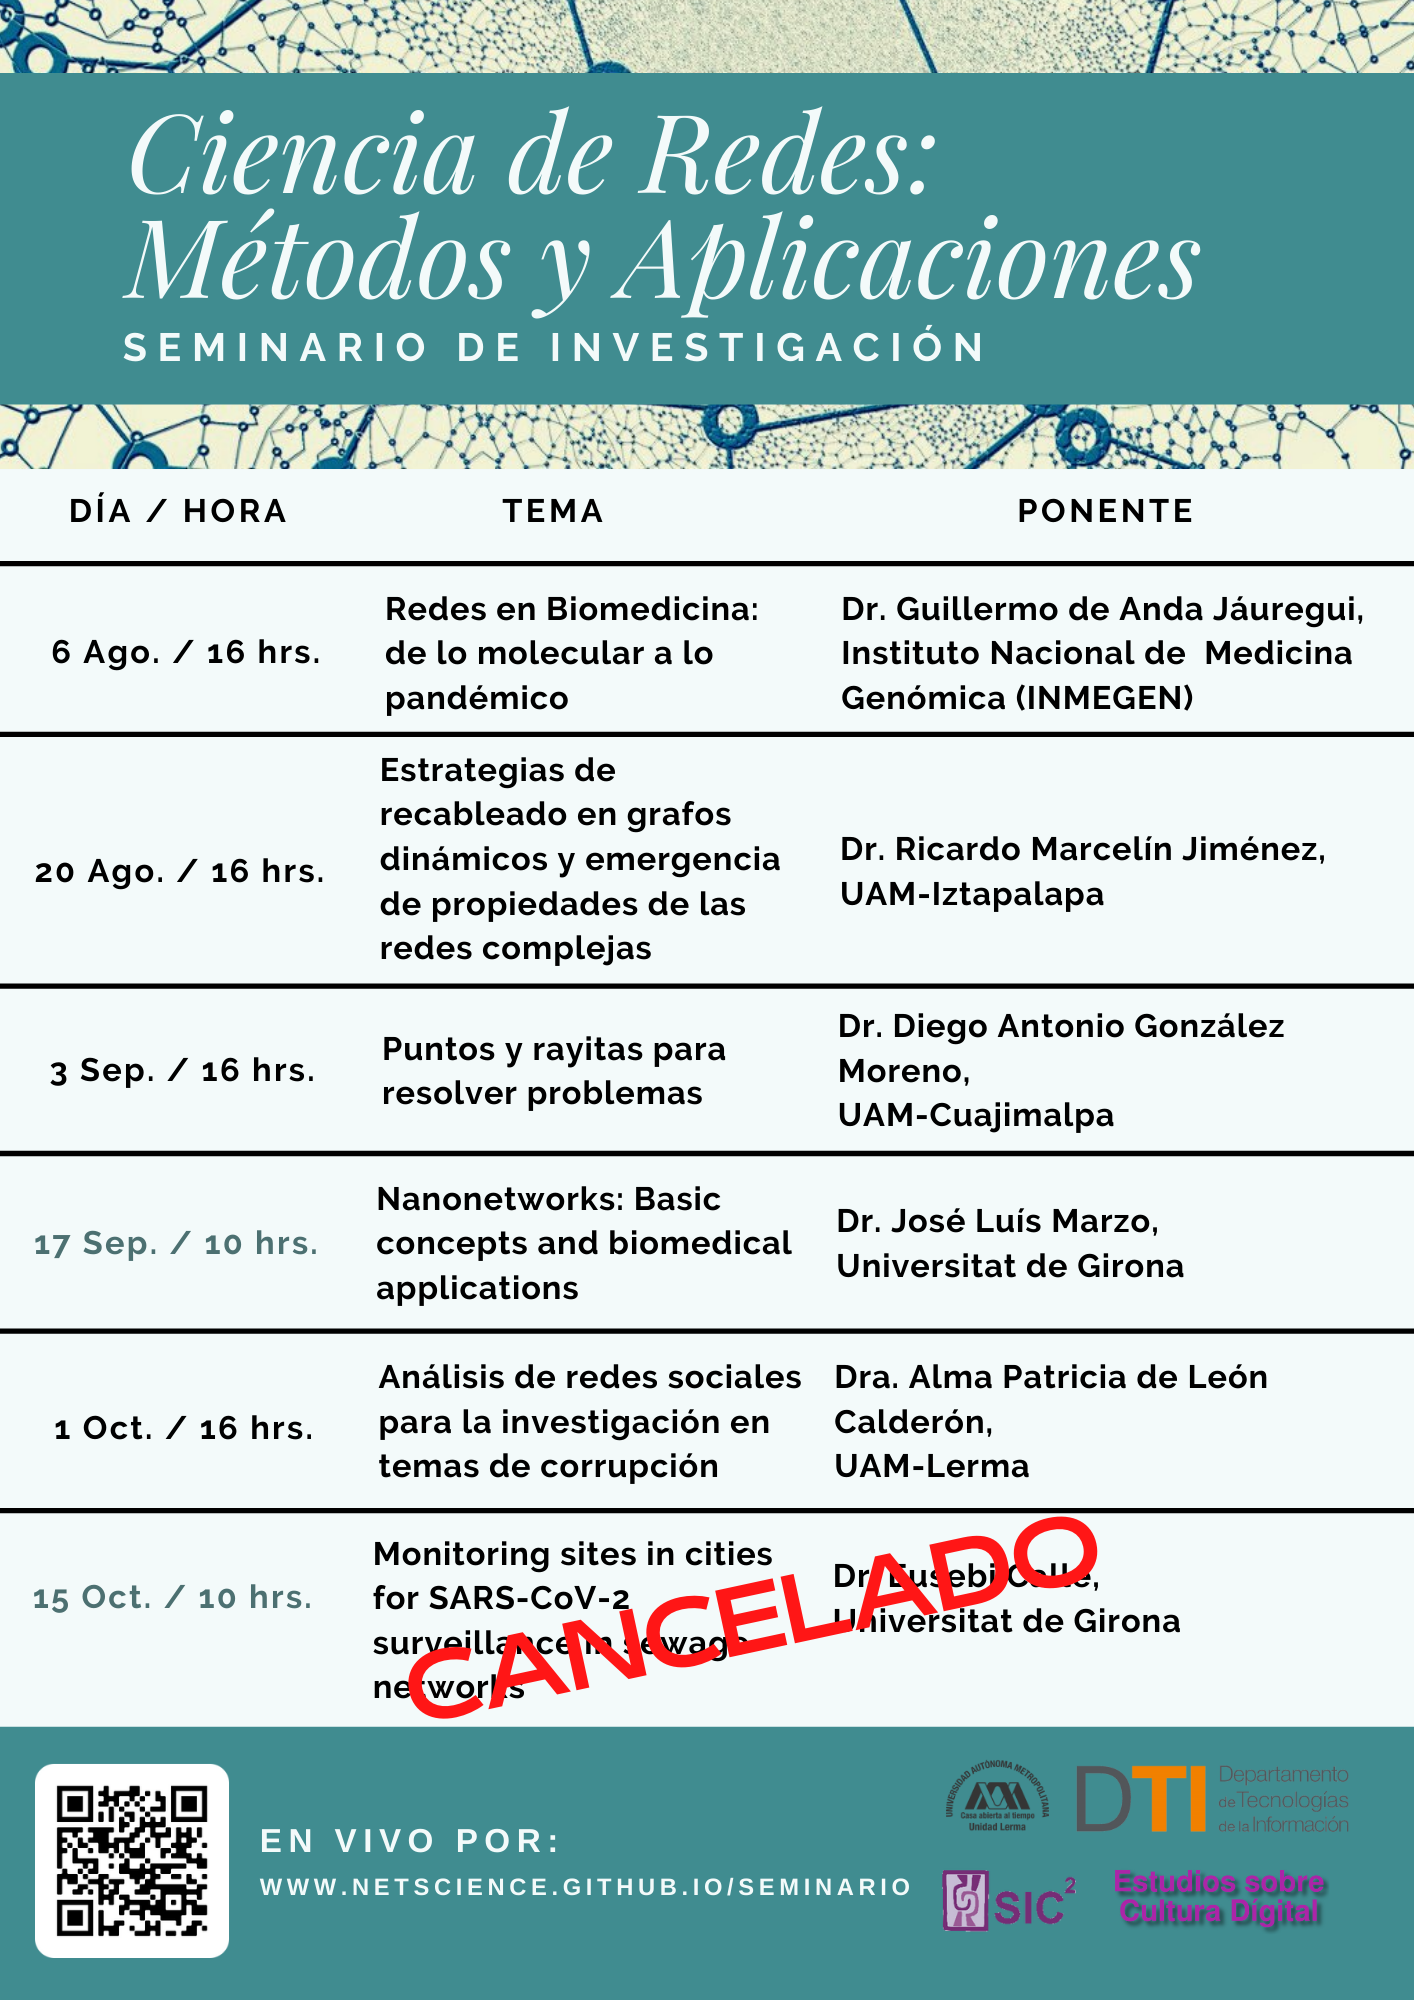 Ciencia de Redes:
Métodos y Aplicaciones
SEMINARIO DE INVESTIGACIÓN
DÍA / HORA
TEMA
PONENTE
6 Ago. / 16 hrs.
Redes en Biomedicina:
de lo molecular a lo
pandémico
Dr. Guillermo de Anda Jáuregui,
Instituto Nacional de Medicina
Genómica (INMEGEN)
20 Ago. / 16 hrs.
Estrategias de
recableado en grafos
dinámicos y emergencia
de propiedades de las
redes complejas
Dr. Ricardo Marcelín Jiménez,
UAM-Iztapalapa
3 Sep. / 16 hrs.
Puntos y rayitas para
resolver problemas
Dr. Diego Antonio González
Moreno,
UAM-Cuajimalpa
17 Sep. / 10 hrs.
Nanonetworks: Basic
concepts and biomedical
applications
Dr. José Luís Marzo,
Universitat de Girona
1 Oct. / 16 hrs.
Análisis de redes sociales
para la investigación en
temas de corrupción
Dra. Alma Patricia de León
Calderón,
UAM-Lerma
15 Oct. / 10 hrs.
Monitoring sites in cities
for SARS-CoV-2
surveillance in sewage
networks
Dr. Eusebi Calle,
Universitat de Girona
CANCELADO
EN VIVO POR:
WWW.NETSCIENCE.GITHUB.IO/SEMINARIO
UNIVERSIDAD AUTÓNOMA METROPOLITANA
Casa abierta al tiempo
Unidad Lerma
DTI
Departamento
de Tecnologías
de la Información
SIC2
Estudios sobre
Cultura Digital